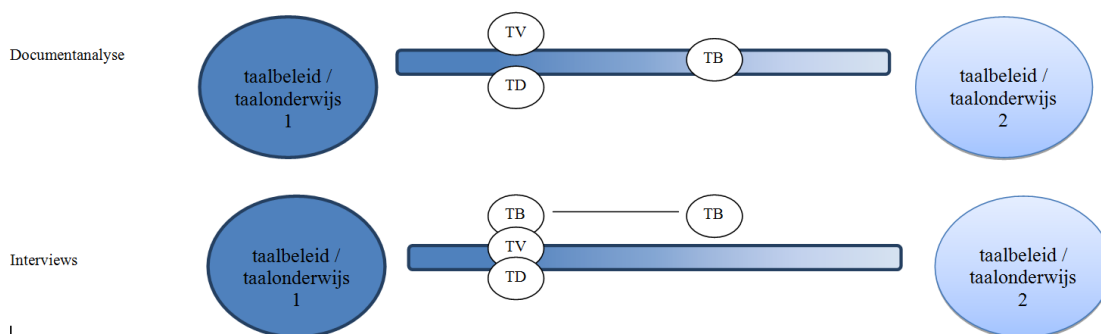 Documentanalyse
taalbeleid /
taalonderwijs
1
TV
TD
TB
taalbeleid /
taalonderwijs
2
Interviews
taalbeleid /
taalonderwijs
1
TB
TV
TD
TB
taalbeleid /
taalonderwijs
2